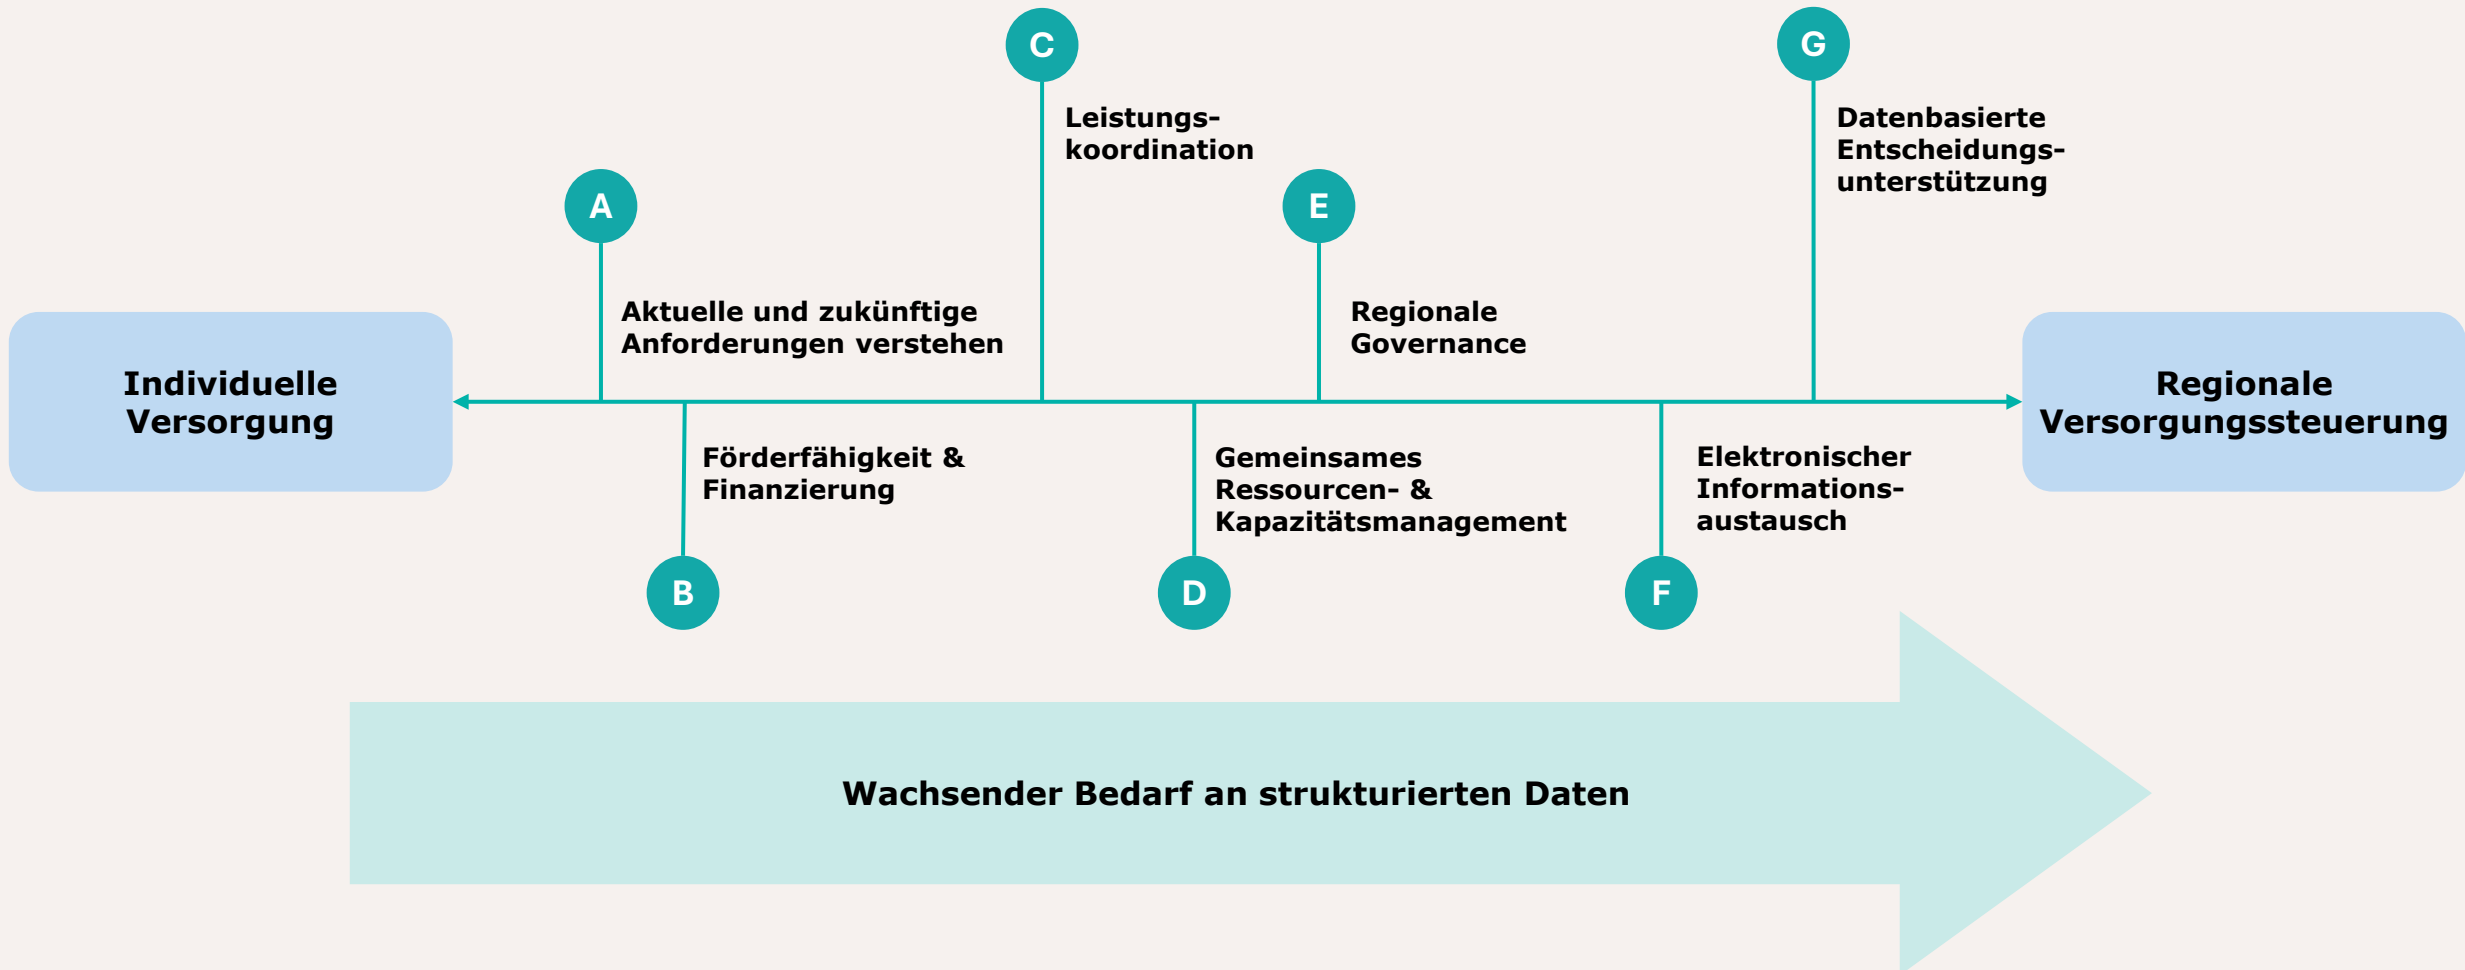 C
Leistungs-
koordination
G
Datenbasierte
Entscheidungs-
unterstützung
A
Aktuelle und zukünftige
Anforderungen verstehen
E
Regionale
Governance
Individuelle
Versorgung
Regionale
Versorgungssteuerung
Förderfähigkeit &
Finanzierung
B
Gemeinsames
Ressourcen- &
Kapazitätsmanagement
D
Elektronischer
Informations-
austausch
F
Wachsender Bedarf an strukturierten Daten